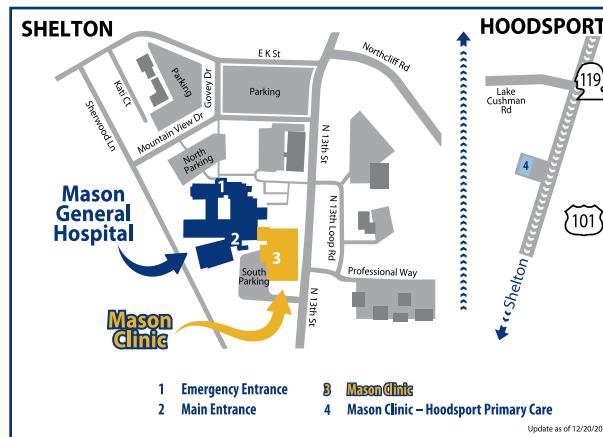 SHELTON
HOODSPORT
E K St
Northcliff Rd
119
Parking
Kati Ct
Govey Dr
Parking
Lake
Cushman
Rd
Sherwood Ln
Mountain View Dr
N 13th St
North
Parking
4
1
Mason
General
Hospital
N 13th Loop Rd
101
2
3
South
Parking
Professional Way
Shelton
N 13th St
Mason
Clinic
1 Emergency Entrance
2 Main Entrance
3 Mason Clinic
4 Mason Clinic – Hoodsport Primary Care
Update as of 12/20/20